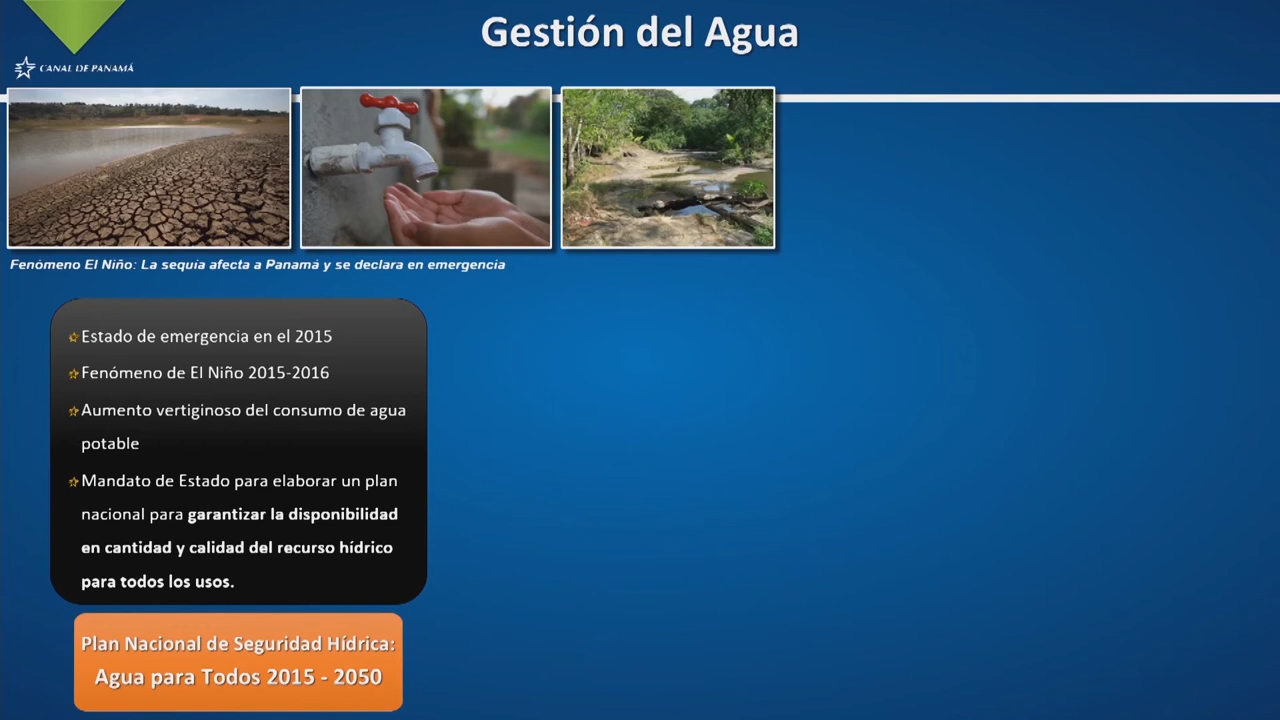 Gestión del Agua
CANAL DE PANAMÁ
Fenómeno El Niño: La sequía afecta a Panamá y se declara en emergencia
Estado de emergencia en el 2015
Fenómeno de El Niño 2015-2016
Aumento vertiginoso del consumo de agua
potable
Mandato de Estado para elaborar un plan
nacional para garantizar la disponibilidad
en cantidad y calidad del recurso hídrico
para todos los usos.
Plan Nacional de Seguridad Hídrica:
Agua para Todos 2015 - 2050